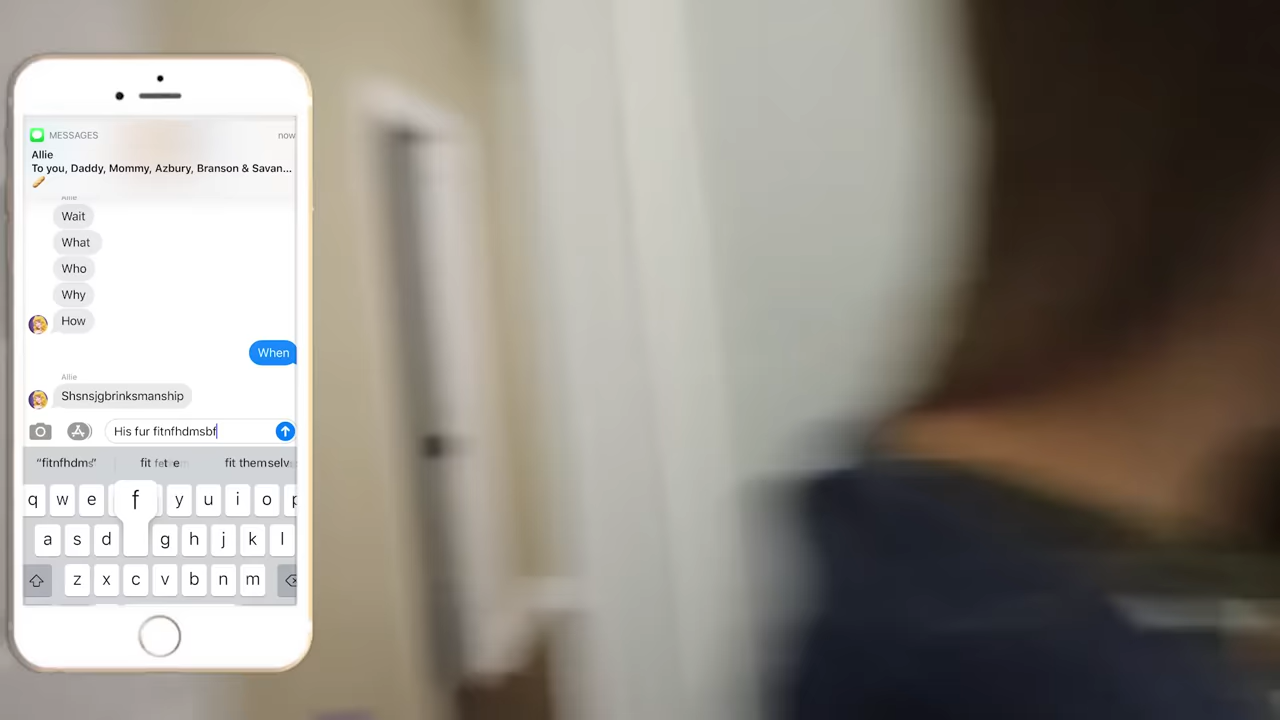 MESSAGES now
Allie
To you, Daddy, Mommy, Azbury, Branson & Savan...
Allie
Wait
What
Who
Why
How
When
Allie
Shsnsjgbrinksmanship
His fur fitnfhdmsbf
"fitnfhdms" fit themselv
q w e f y u i o p
a s d g h j k l
z x c v b n m